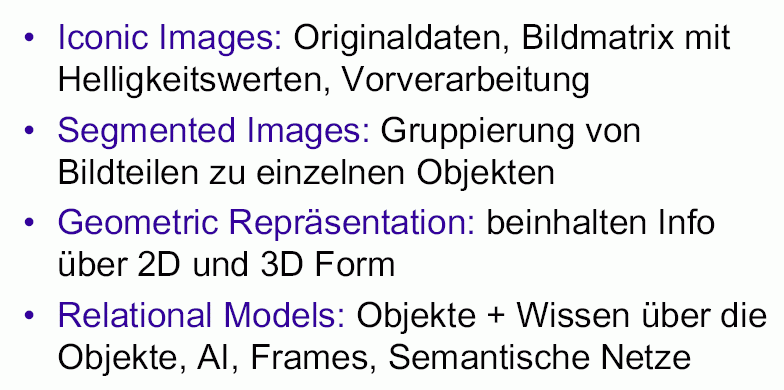 • Iconic Images: Originaldaten, Bildmatrix mit
Helligkeitswerten, Vorverarbeitung
• Segmented Images: Gruppierung von
Bildteilen zu einzelnen Objekten
• Geometric Repräsentation: beinhalten Info
über 2D und 3D Form
• Relational Models: Objekte + Wissen über die
Objekte, AI, Frames, Semantische Netze